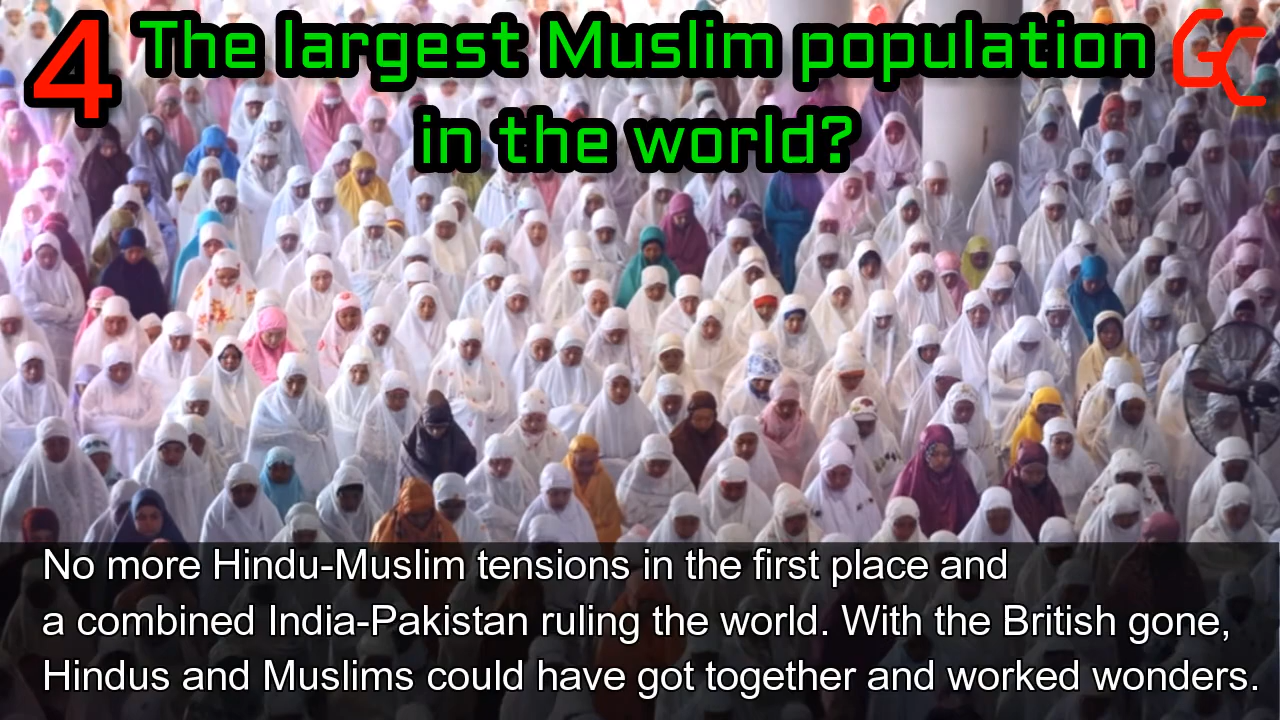 4
The largest Muslim population
in the world?
GC
No more Hindu-Muslim tensions in the first place and
a combined India-Pakistan ruling the world. With the British gone,
Hindus and Muslims could have got together and worked wonders.